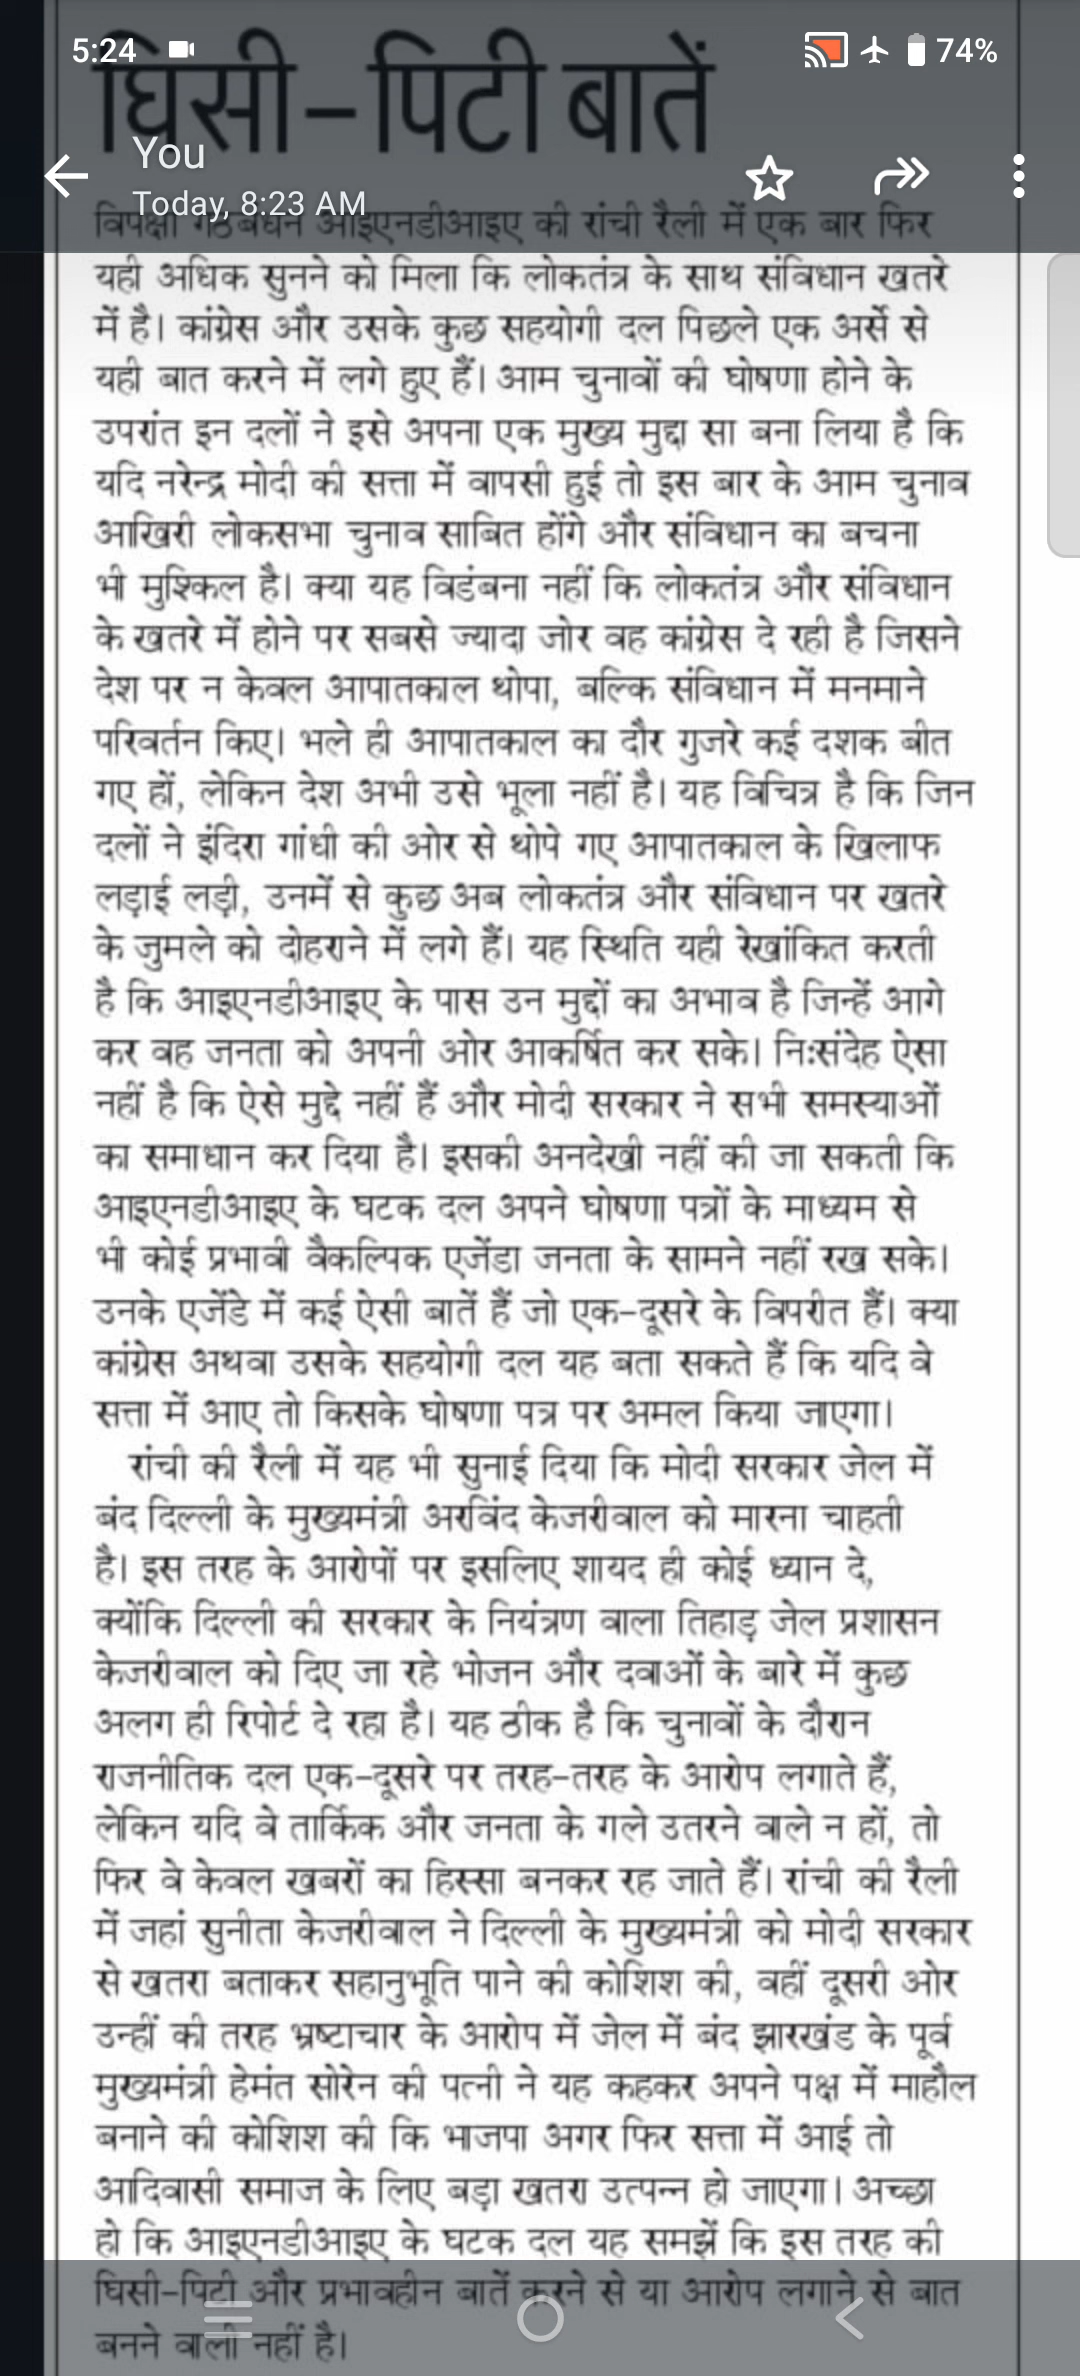 5:24
74%
घिसी-पिटी बातें
You
Today, 8:23 AM
विपक्षी गठबंधन आइएनडीआइए की रांची रैली में एक बार फिर
यही अधिक सुनने को मिला कि लोकतंत्र के साथ संविधान खतरे
में है। कांग्रेस और उसके कुछ सहयोगी दल पिछले एक अर्से से
यही बात करने में लगे हुए हैं। आम चुनावों की घोषणा होने के
उपरांत इन दलों ने इसे अपना एक मुख्य मुद्दा सा बना लिया है कि
यदि नरेन्द्र मोदी की सत्ता में वापसी हुई तो इस बार के आम चुनाव
आखिरी लोकसभा चुनाव साबित होंगे और संविधान का बचना
भी मुश्किल है। क्या यह विडंबना नहीं कि लोकतंत्र और संविधान
के खतरे में होने पर सबसे ज्यादा जोर वह कांग्रेस दे रही है जिसने
देश पर न केवल आपातकाल थोपा, बल्कि संविधान में मनमाने
परिवर्तन किए। भले ही आपातकाल का दौर गुजरे कई दशक बीत
गए हों, लेकिन देश अभी उसे भूला नहीं है। यह विचित्र है कि जिन
दलों ने इंदिरा गांधी की ओर से थोपे गए आपातकाल के खिलाफ
लड़ाई लड़ी, उनमें से कुछ अब लोकतंत्र और संविधान पर खतरे
के जुमले को दोहराने में लगे हैं। यह स्थिति यही रेखांकित करती
है कि आइएनडीआइए के पास उन मुद्दों का अभाव है जिन्हें आगे
कर वह जनता को अपनी ओर आकर्षित कर सके। निःसंदेह ऐसा
नहीं है कि ऐसे मुद्दे नहीं हैं और मोदी सरकार ने सभी समस्याओं
का समाधान कर दिया है। इसकी अनदेखी नहीं की जा सकती कि
आइएनडीआइए के घटक दल अपने घोषणा पत्रों के माध्यम से
भी कोई प्रभावी वैकल्पिक एजेंडा जनता के सामने नहीं रख सके।
उनके एजेंडे में कई ऐसी बातें हैं जो एक-दूसरे के विपरीत हैं। क्या
कांग्रेस अथवा उसके सहयोगी दल यह बता सकते हैं कि यदि वे
सत्ता में आए तो किसके घोषणा पत्र पर अमल किया जाएगा।
रांची की रैली में यह भी सुनाई दिया कि मोदी सरकार जेल में
बंद दिल्ली के मुख्यमंत्री अरविंद केजरीवाल को मारना चाहती
है। इस तरह के आरोपों पर इसलिए शायद ही कोई ध्यान दे,
क्योंकि दिल्ली की सरकार के नियंत्रण वाला तिहाड़ जेल प्रशासन
केजरीवाल को दिए जा रहे भोजन और दवाओं के बारे में कुछ
अलग ही रिपोर्ट दे रहा है। यह ठीक है कि चुनावों के दौरान
राजनीतिक दल एक-दूसरे पर तरह-तरह के आरोप लगाते हैं,
लेकिन यदि वे तार्किक और जनता के गले उतरने वाले न हों, तो
फिर वे केवल खबरों का हिस्सा बनकर रह जाते हैं। रांची की रैली
में जहां सुनीता केजरीवाल ने दिल्ली के मुख्यमंत्री को मोदी सरकार
से खतरा बताकर सहानुभूति पाने की कोशिश की, वहीं दूसरी ओर
उन्हीं की तरह भ्रष्टाचार के आरोप में जेल में बंद झारखंड के पूर्व
मुख्यमंत्री हेमंत सोरेन की पत्नी ने यह कहकर अपने पक्ष में माहौल
बनाने की कोशिश की कि भाजपा अगर फिर सत्ता में आई तो
आदिवासी समाज के लिए बड़ा खतरा उत्पन्न हो जाएगा। अच्छा
हो कि आइएनडीआइए के घटक दल यह समझें कि इस तरह की
घिसी-पिटी और प्रभावहीन बातें करने से या आरोप लगाने से बात
बनने वाली नहीं है।